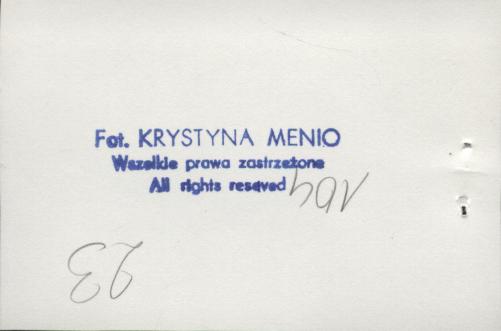 Fot. KRYSTYNA MENIO
Wszelkie prawa zastrzeżone
All rights reseved